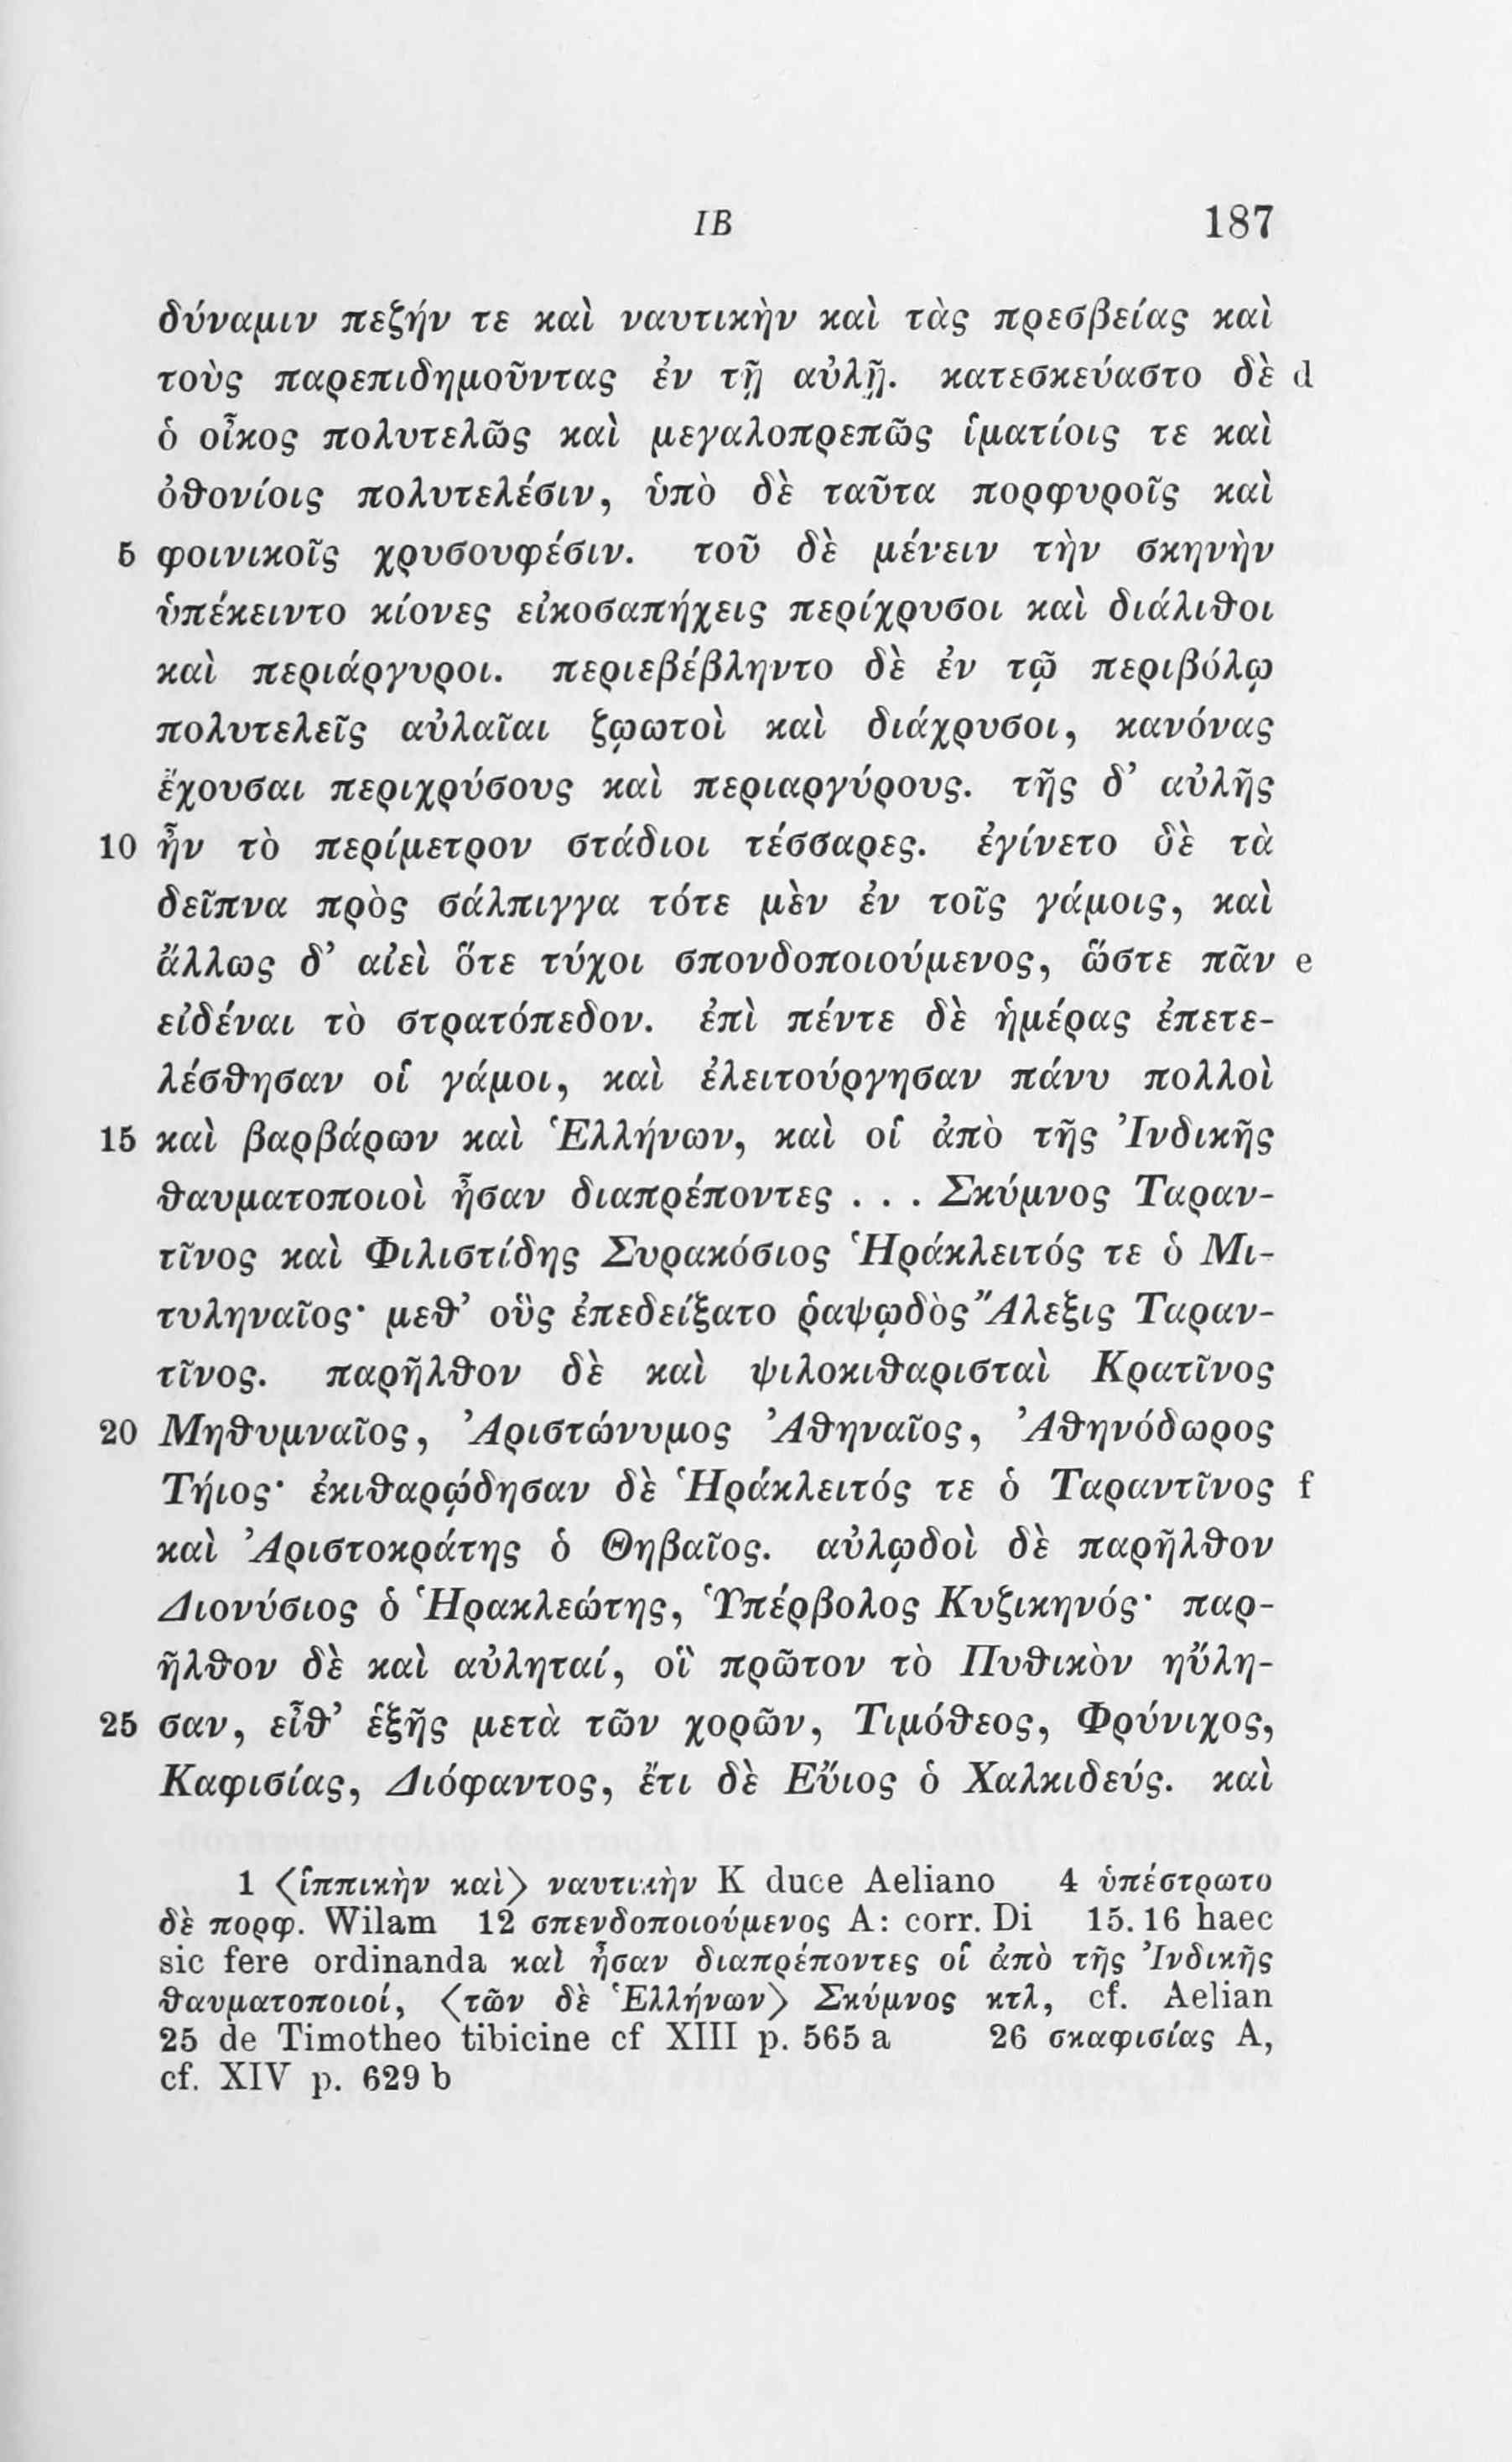 ΙΒ 187
δύναμιν πεζήν τε καὶ ναυτικὴν καὶ τὰς πρεσβείας καὶ
τοὺς παρεπιδημοῦντας ἐν τῇ αὐλῇ. κατεσκεύαστο δὲ d
ὁ οἶκος πολυτελῶς καὶ μεγαλοπρεπῶς ἱματίοις τε καὶ
ὀθονίοις πολυτελέσιν, ὑπὸ δὲ ταῦτα πορφυροῖς καὶ
5 φοινικοῖς χρυσουφέσιν. τοῦ δὲ μένειν τὴν σκηνὴν
ὑπέκειντο κίονες εἰκοσαπήχεις περίχρυσοι καὶ διάλιθοι
καὶ περιάργυροι. περιεβέβληντο δὲ ἐν τῷ περιβόλῳ
πολυτελεῖς αὐλαῖαι ζῳωτοὶ καὶ διάχρυσοι, κανόνας
ἔχουσαι περιχρύσους καὶ περιαργύρους. τῆς δ’ αὐλῆς
10 ἦν τὸ περίμετρον στάδιοι τέσσαρες. ἐγίνετο δὲ τὰ
δεῖπνα πρὸς σάλπιγγα τότε μὲν ἐν τοῖς γάμοις, καὶ
ἄλλως δ’ αἰεὶ ὅτε τύχοι σπονδοποιούμενος, ὥστε πᾶν e
εἰδέναι τὸ στρατόπεδον. ἐπὶ πέντε δὲ ἡμέρας ἐπετε-
λέσθησαν οἱ γάμοι, καὶ ἐλειτούργησαν πάνυ πολλοὶ
15 καὶ βαρβάρων καὶ Ἑλλήνων, καὶ οἱ ἀπὸ τῆς Ἰνδικῆς
θαυματοποιοὶ ἦσαν διαπρέποντες . . . Σκύμνος Ταραν-
τῖνος καὶ Φιλιστίδης Συρακόσιος Ἡράκλειτός τε ὁ Μι-
τυληναῖος· μεθ’ οὓς ἐπεδείξατο ῥαψῳδὸς Ἄλεξις Ταραν-
τῖνος. παρῆλθον δὲ καὶ ψιλοκιθαρισταὶ Κρατῖνος
20 Μηθυμναῖος, Ἀριστώνυμος Ἀθηναῖος, Ἀθηνόδωρος
Τήιος· ἐκιθαρῴδησαν δὲ Ἡράκλειτός τε ὁ Ταραντῖνος f
καὶ Ἀριστοκράτης ὁ Θηβαῖος. αὐλῳδοὶ δὲ παρῆλθον
Διονύσιος ὁ Ἡρακλεώτης, Ὑπέρβολος Κυζικηνός· παρ-
ῆλθον δὲ καὶ αὐληταί, οἳ πρῶτον τὸ Πυθικὸν ηὔλη-
25 σαν, εἶθ’ ἑξῆς μετὰ τῶν χορῶν, Τιμόθεος, Φρύνιχος,
Καφισίας, Διόφαντος, ἔτι δὲ Εὔιος ὁ Χαλκιδεύς. καὶ
1 ⟨ἱππικὴν καὶ⟩ ναυτικὴν K duce Aeliano 4 ὑπέστρωτο
δὲ πορφ. Wilam 12 σπενδοποιούμενος A: corr. Di 15. 16 haec
sic fere ordinanda καὶ ἦσαν διαπρέποντες οἱ ἀπὸ τῆς Ἰνδικῆς
θαυματοποιοί, ⟨τῶν δὲ Ἑλλήνων⟩ Σκύμνος κτλ, cf. Aelian
25 de Timotheo tibicine cf XIII p. 565 a 26 σκαφισίας A,
cf. XIV p. 629 b